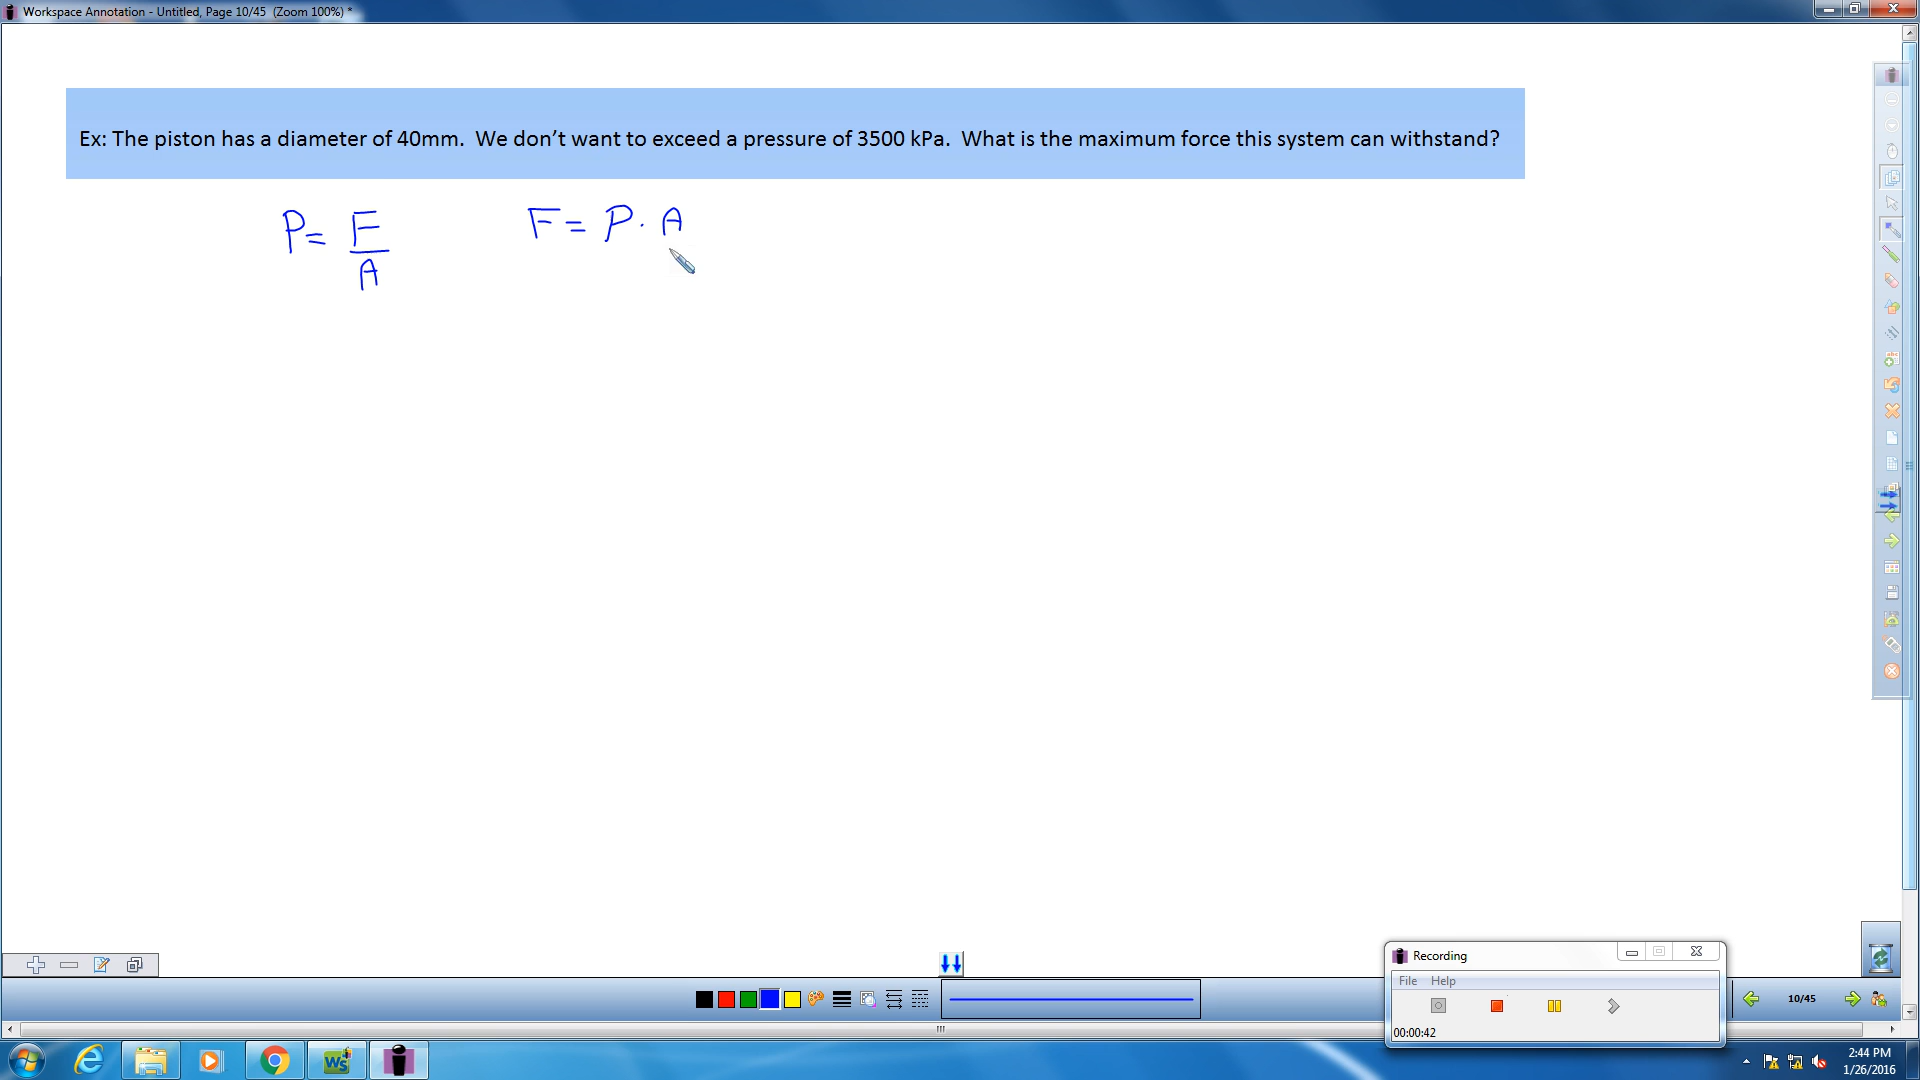 Workspace Annotation - Untitled, Page 10/45 (Zoom 100%) *
Ex: The piston has a diameter of 40mm. We don’t want to exceed a pressure of 3500 kPa. What is the maximum force this system can withstand?
P= F/A F= P · A
Recording
File Help
00:00:42
10/45
2:44 PM
1/26/2016